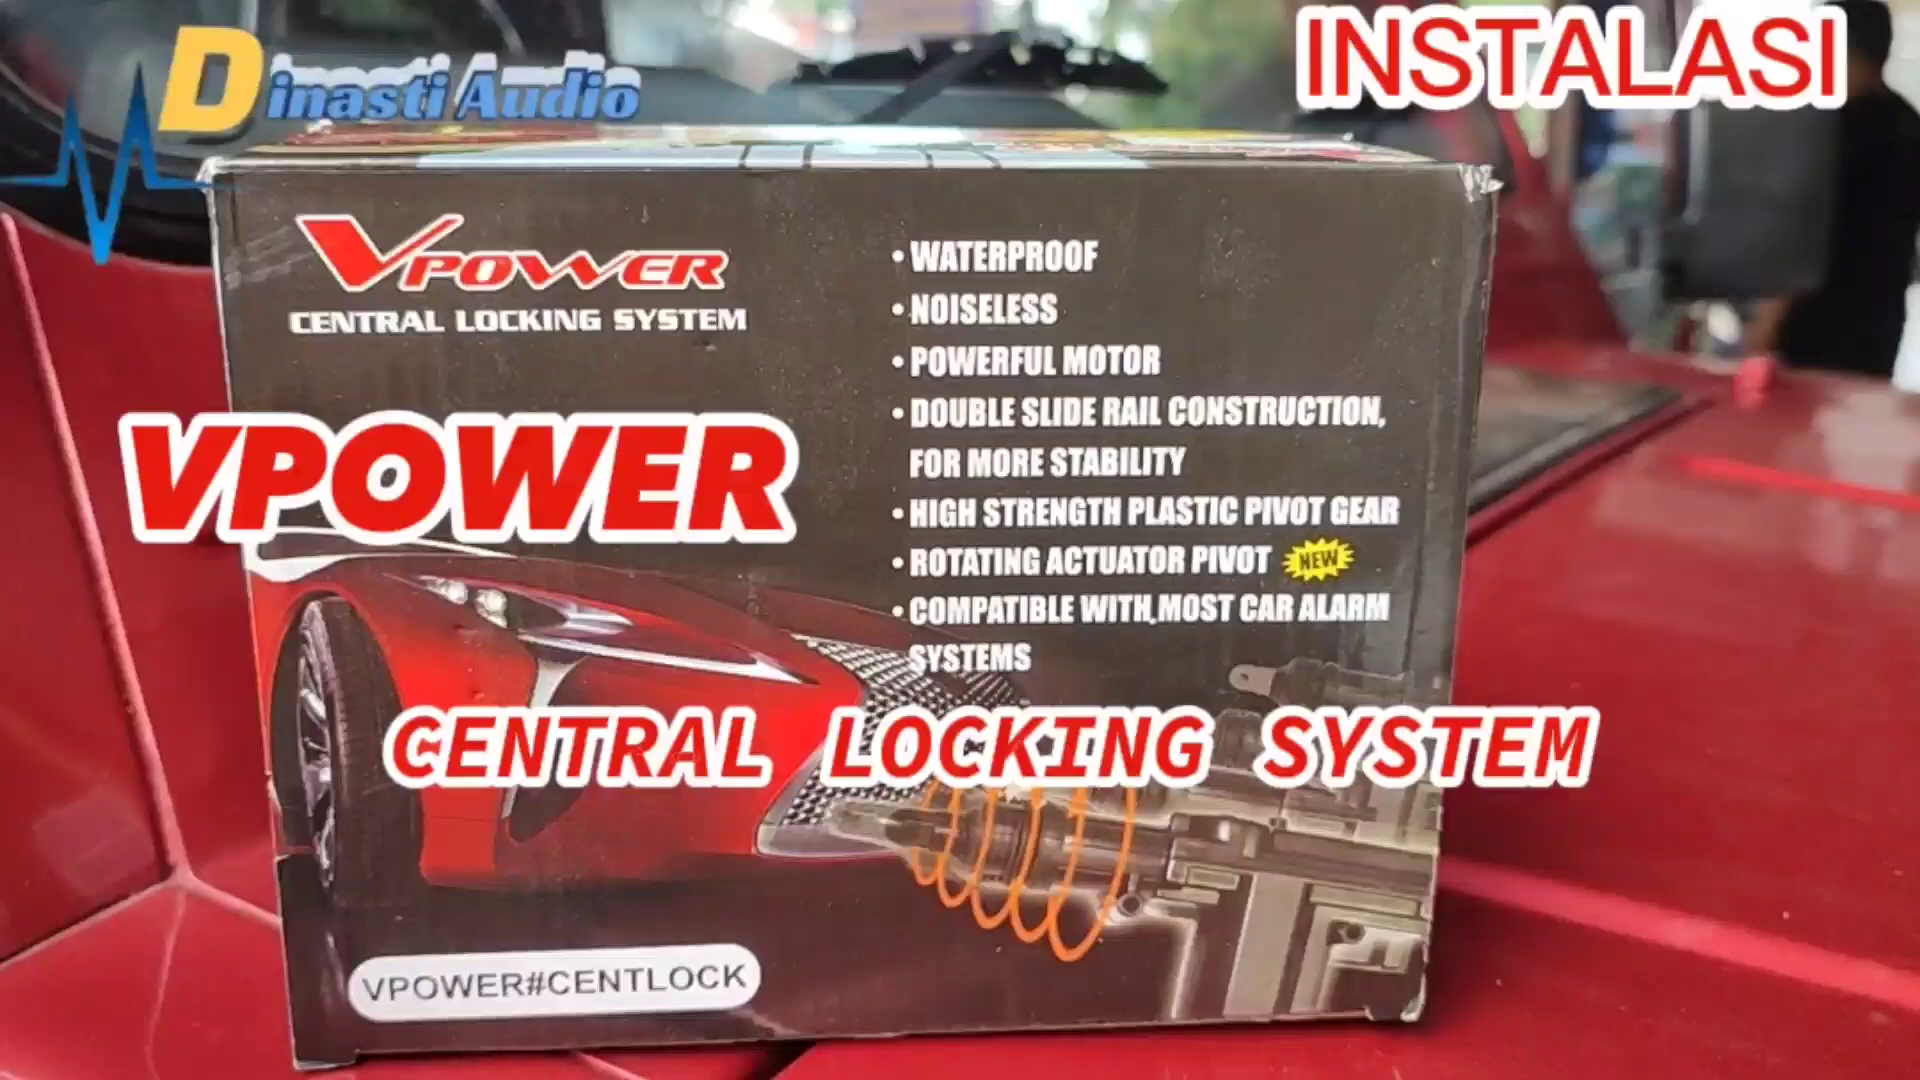 Dinasti Audio
INSTALASI
VPOWER
CENTRAL LOCKING SYSTEM
• WATERPROOF
• NOISELESS
• POWERFUL MOTOR
• DOUBLE SLIDE RAIL CONSTRUCTION,
FOR MORE STABILITY
• HIGH STRENGTH PLASTIC PIVOT GEAR
• ROTATING ACTUATOR PIVOT NEW
• COMPATIBLE WITH,MOST CAR ALARM
SYSTEMS
VPOWER
CENTRAL LOCKING SYSTEM
VPOWER#CENTLOCK